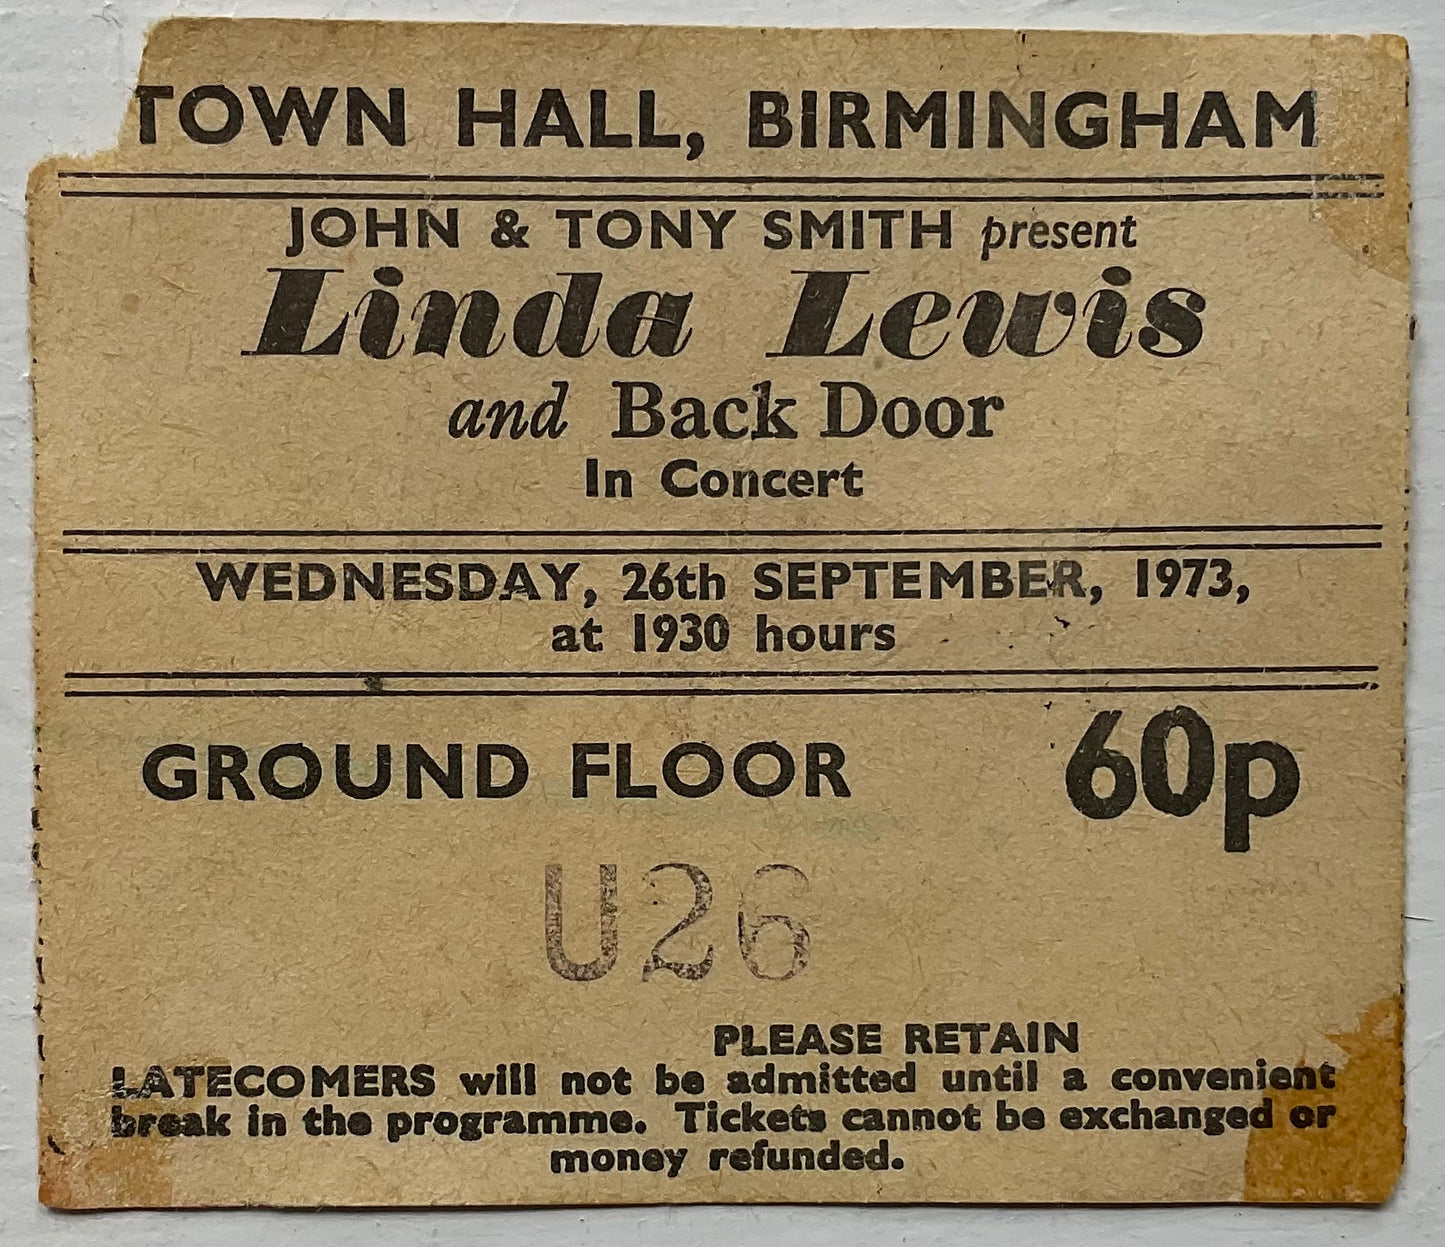 TOWN HALL, BIRMINGHAM
JOHN & TONY SMITH present
Linda Lewis
and Back Door
In Concert
WEDNESDAY, 26th SEPTEMBER, 1973,
at 1930 hours
GROUND FLOOR 60p
U26
PLEASE RETAIN
LATECOMERS will not be admitted until a convenient
break in the programme. Tickets cannot be exchanged or
money refunded.